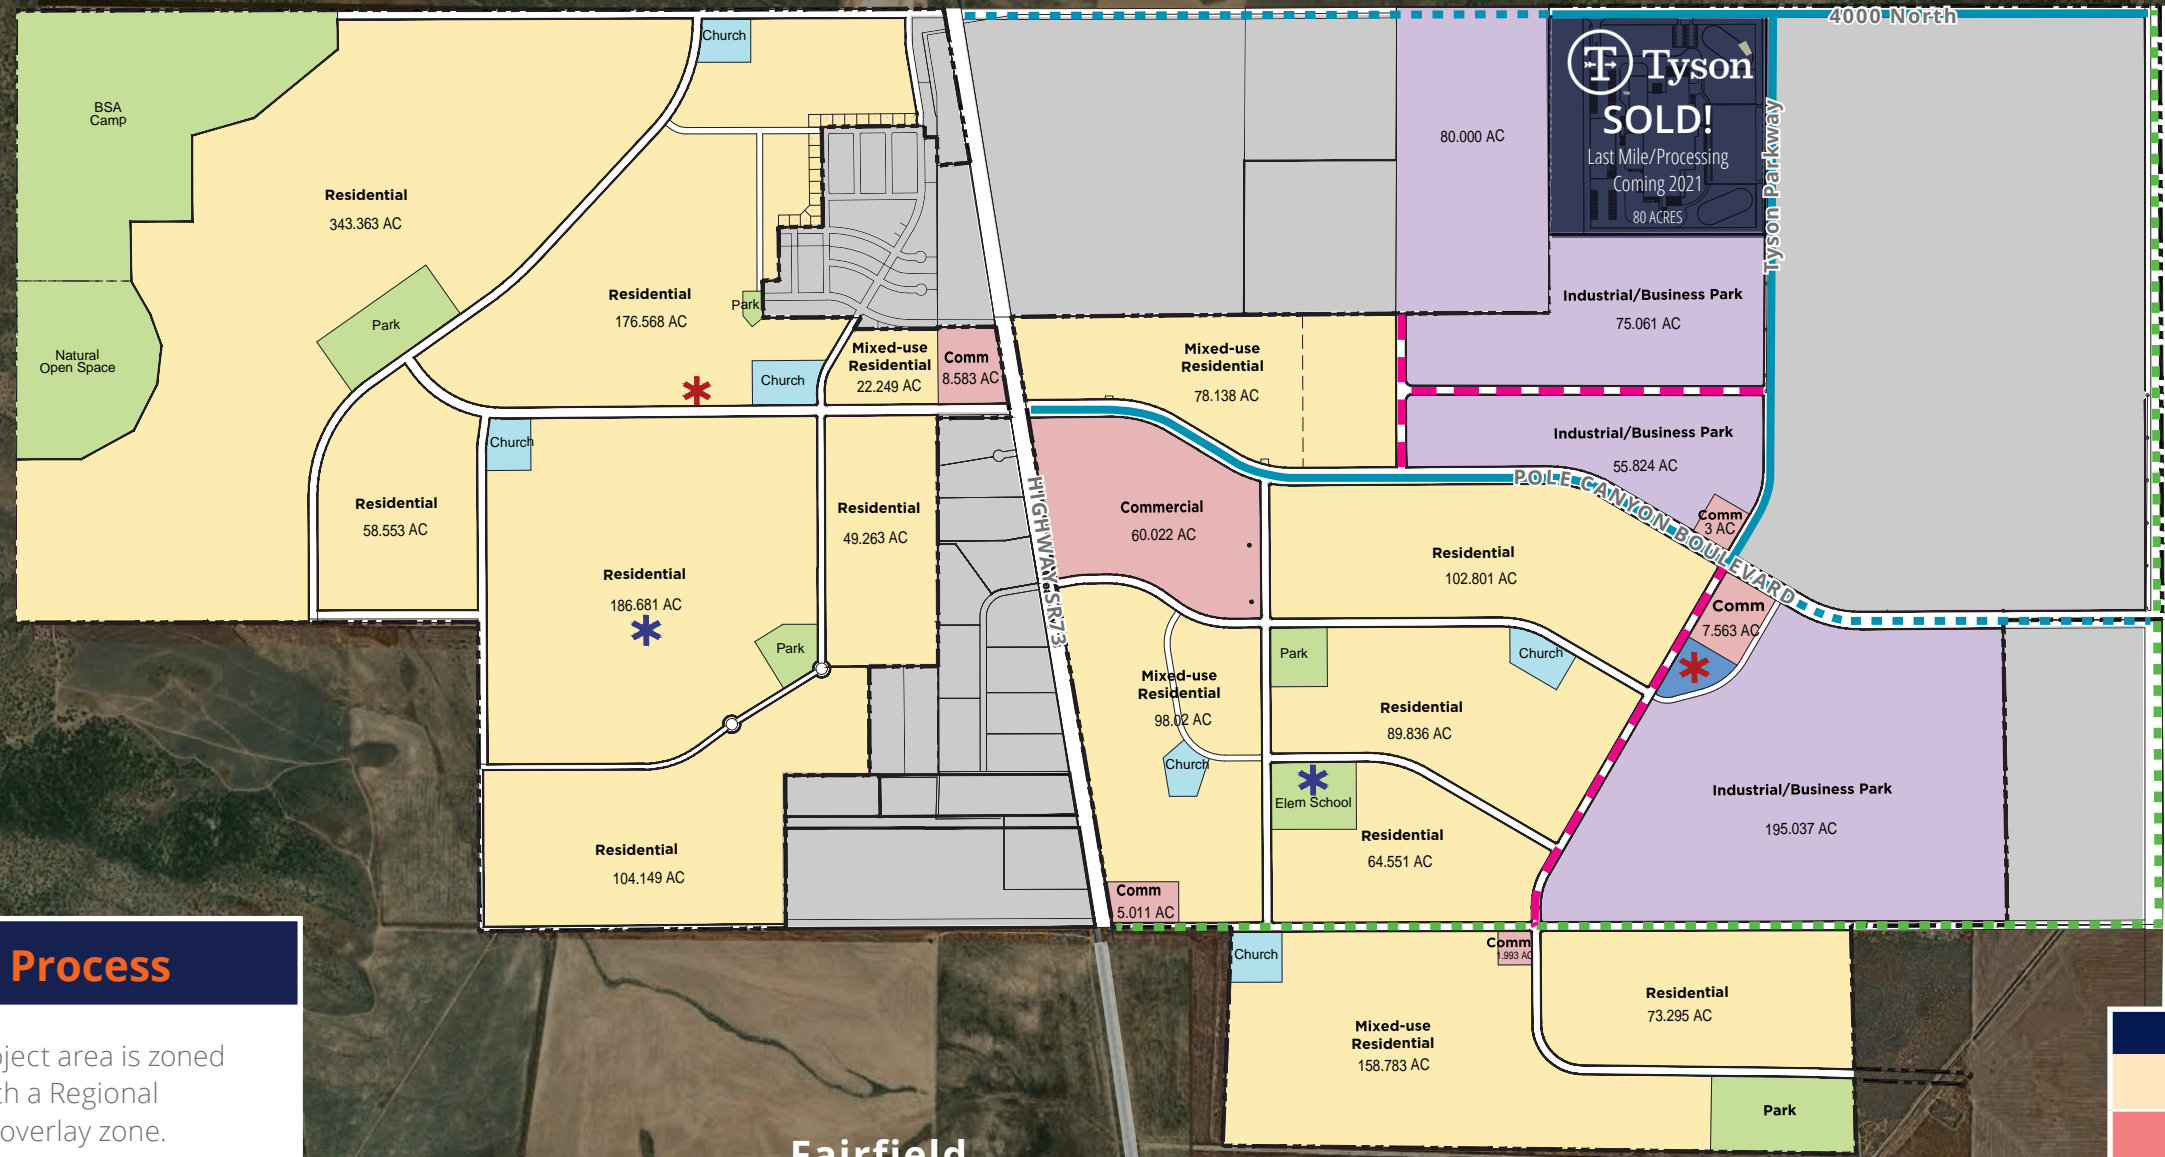 4000 North
Church
Tyson
SOLD!
Last Mile/Processing
Coming 2021
80 ACRES
Tyson Parkway
BSA
Camp
80.000 AC
Residential
343.363 AC
Residential
176.568 AC
Park
Park
Natural
Open Space
Industrial/Business Park
75.061 AC
Mixed-use
Residential
22.249 AC
Comm
8.583 AC
Mixed-use
Residential
78.138 AC
Church
Church
Industrial/Business Park
55.824 AC
POLE CANYON BOULEVARD
HIGHWAY SR73
Residential
58.553 AC
Residential
49.263 AC
Commercial
60.022 AC
Comm
3 AC
Residential
102.801 AC
Residential
186.681 AC
Comm
7.563 AC
Park
Park
Church
Mixed-use
Residential
98.02 AC
Residential
89.836 AC
Church
Elem School
Industrial/Business Park
195.037 AC
Residential
64.551 AC
Residential
104.149 AC
Comm
5.011 AC
Church
Comm
1.993 AC
Residential
73.295 AC
Mixed-use
Residential
158.783 AC
Park
Process
ject area is zoned
th a Regional
overlay zone.
Fairfield